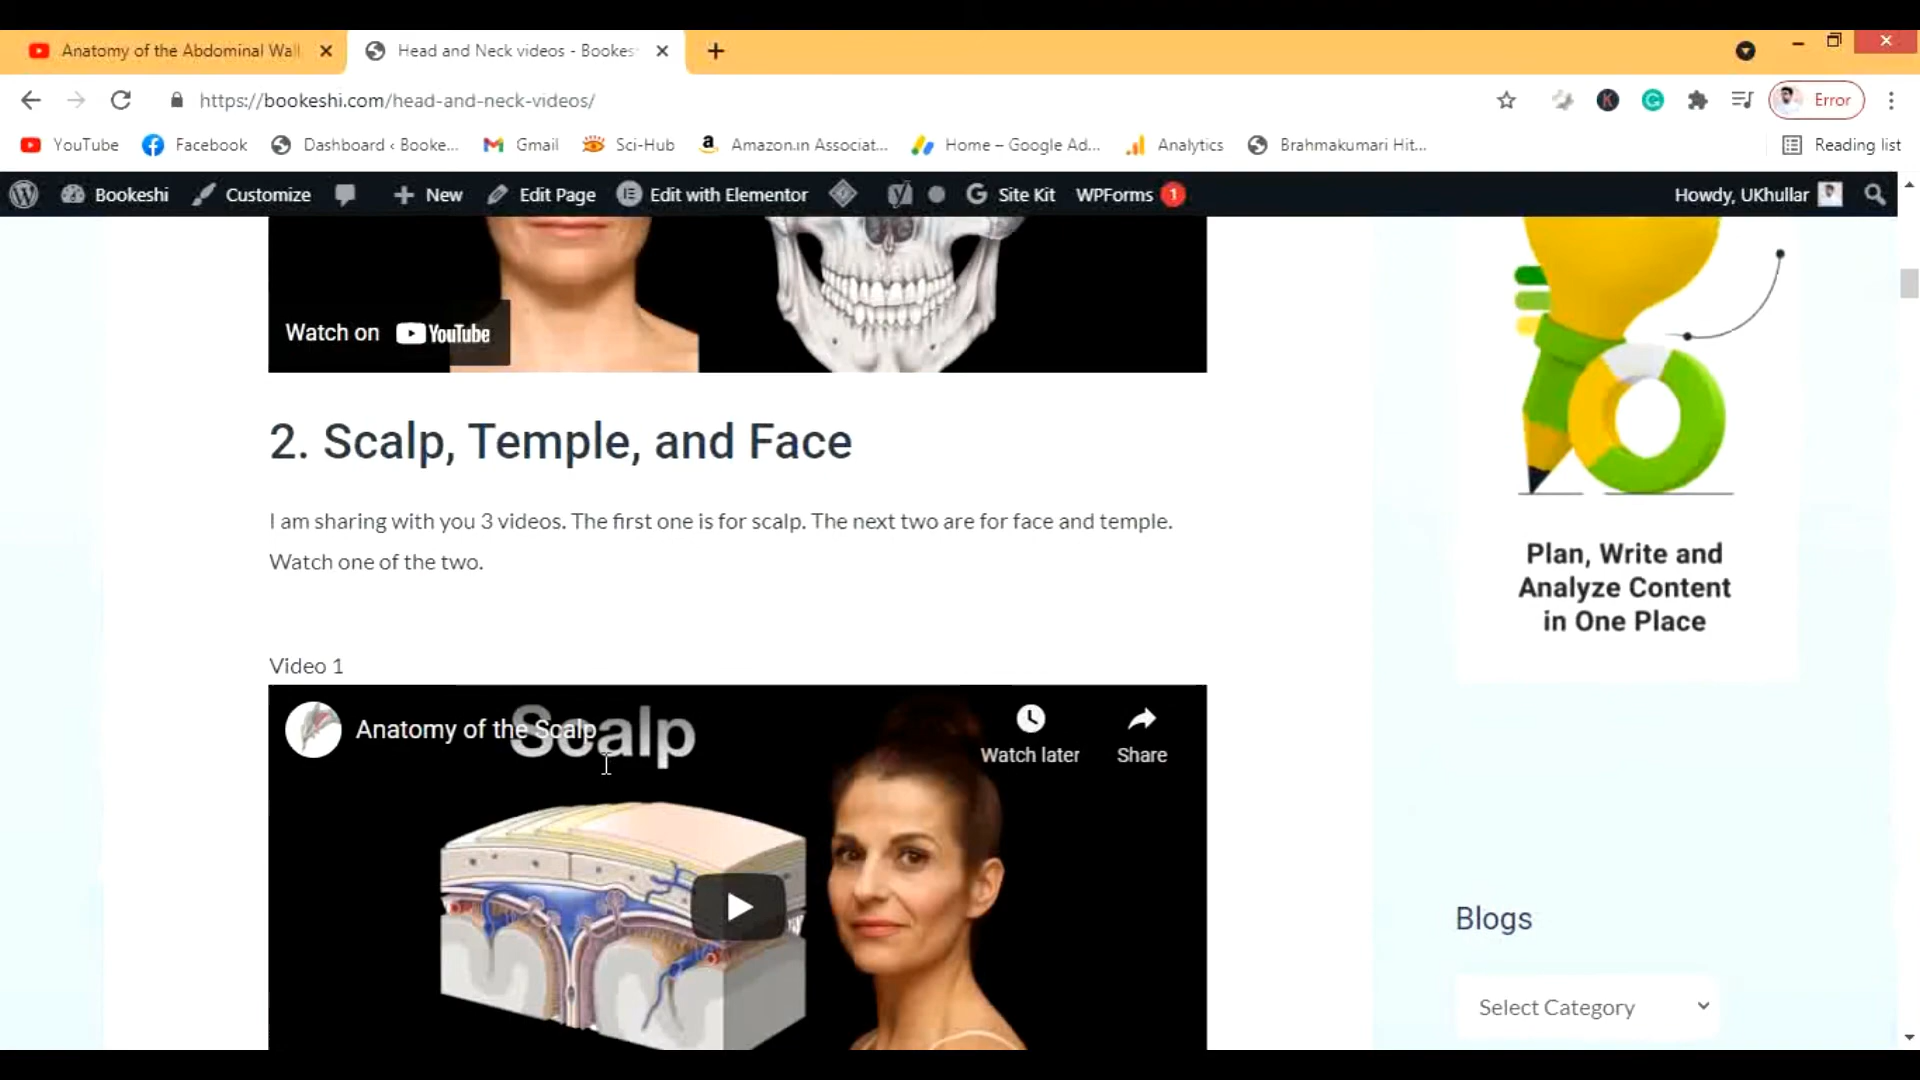 Anatomy of the Abdominal Wall
Head and Neck videos - Bookes
https://bookeshi.com/head-and-neck-videos/
K
G
Error
YouTube
Facebook
Dashboard ‹ Booke...
Gmail
Sci-Hub
a
Amazon.in Associat...
Home – Google Ad...
Analytics
Brahmakumari Hit...
Reading list
Bookeshi
Customize
New
Edit Page
Edit with Elementor
G Site Kit
WPForms 1
Howdy, UKhullar
Watch on YouTube
2. Scalp, Temple, and Face
I am sharing with you 3 videos. The first one is for scalp. The next two are for face and temple.
Watch one of the two.
Video 1
Anatomy of the Scalp
Scalp
Watch later
Share
Plan, Write and
Analyze Content
in One Place
Blogs
Select Category